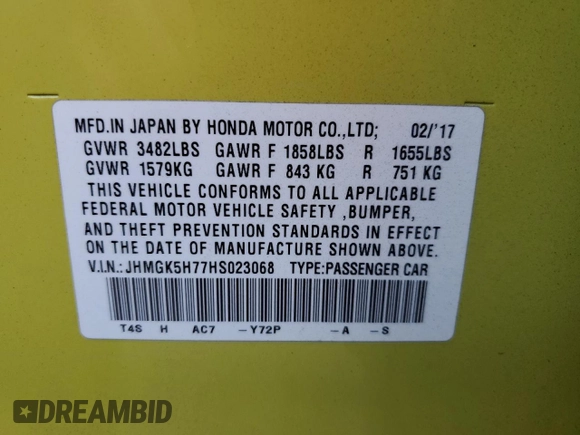 MFD.IN JAPAN BY HONDA MOTOR CO.,LTD; 02/'17
GVWR 3482LBS GAWR F 1858LBS R 1655LBS
GVWR 1579KG GAWR F 843 KG R 751 KG
THIS VEHICLE CONFORMS TO ALL APPLICABLE
FEDERAL MOTOR VEHICLE SAFETY ,BUMPER,
AND THEFT PREVENTION STANDARDS IN EFFECT
ON THE DATE OF MANUFACTURE SHOWN ABOVE.
V.I.N.: JHMGK5H77HS023068 TYPE:PASSENGER CAR
T4S H AC7 -Y72P -A -S
DREAMBID